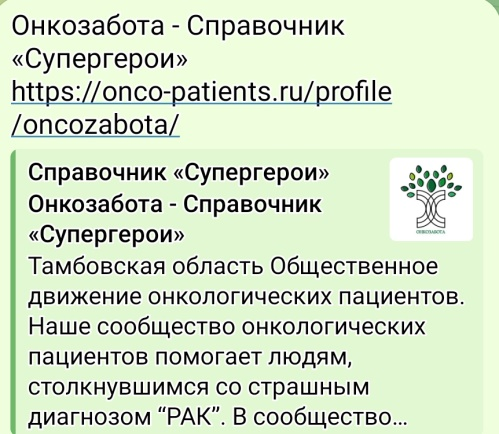 Онкозабота - Справочник
«Супергерои»
https://onco-patients.ru/profile
/oncozabota/
Справочник «Супергерои»
Онкозабота - Справочник
«Супергерои»
ОНКОЗАБОТА
Тамбовская область Общественное
движение онкологических пациентов.
Наше сообщество онкологических
пациентов помогает людям,
столкнувшимся со страшным
диагнозом “РАК”. В сообщество...